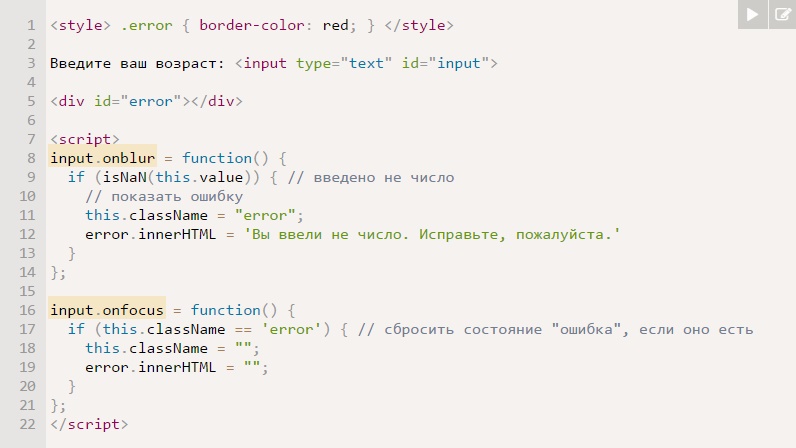 1 <style> .error { border-color: red; } </style>
2
3 Введите ваш возраст: <input type="text" id="input">
4
5 <div id="error"></div>
6
7 <script>
8 input.onblur = function() {
9   if (isNaN(this.value)) { // введено не число
10     // показать ошибку
11     this.className = "error";
12     error.innerHTML = 'Вы ввели не число. Исправьте, пожалуйста.'
13   }
14 };
15
16 input.onfocus = function() {
17   if (this.className == 'error') { // сбросить состояние "ошибка", если оно есть
18     this.className = "";
19     error.innerHTML = "";
20   }
21 };
22 </script>